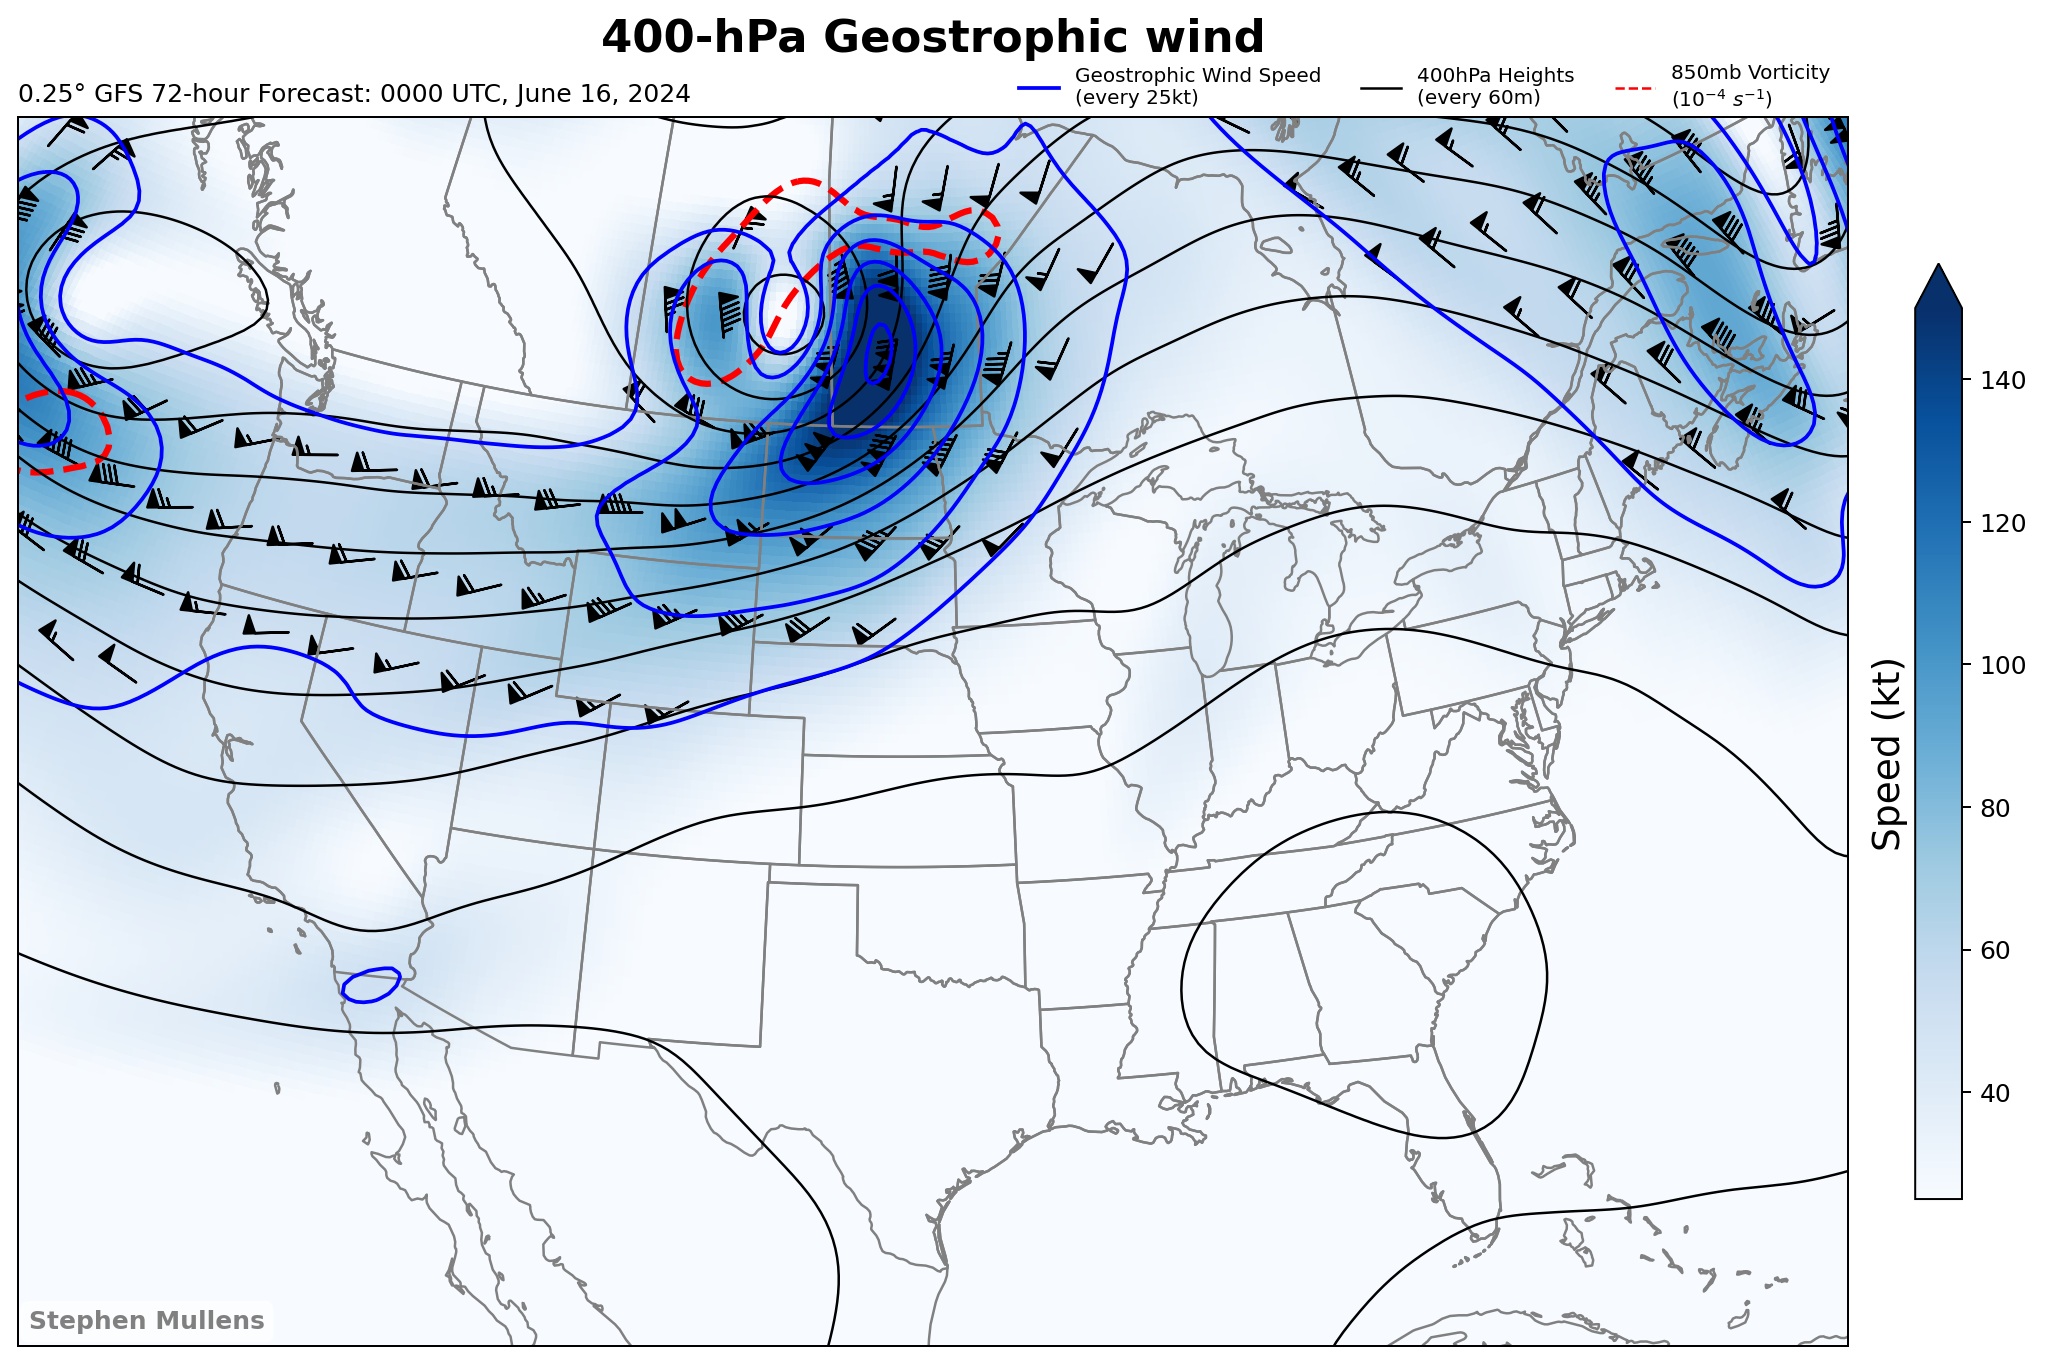 400-hPa Geostrophic wind
0.25° GFS 72-hour Forecast: 0000 UTC, June 16, 2024
Geostrophic Wind Speed
(every 25kt)
400hPa Heights
(every 60m)
850mb Vorticity
(10⁻⁴ s⁻¹)
140
120
100
80
60
40
Speed (kt)
Stephen Mullens